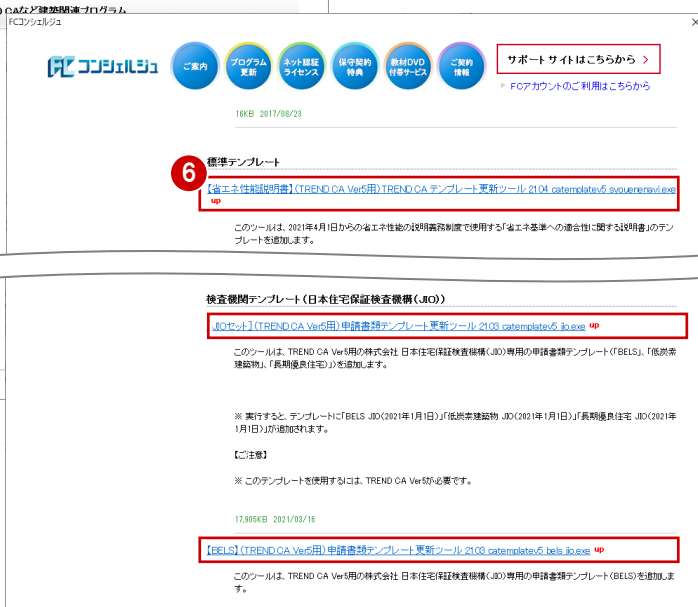 CAなど建築関連プログラム
FCコンシェルジュ
FC コンシェルジュ
ご案内
プログラム
更新
ネット認証
ライセンス
保守契約
特典
教材DVD
付帯サービス
ご契約
情報
サポートサイトはこちらから >
FCアカウントのご利用はこちらから
16KB 2017/08/23
標準テンプレート
6
【省エネ性能説明書】(TREND CA Ver5用)TREND CA テンプレート更新ツール 2104 catemplatev5 svouenenavi.exe
up
このツールは、2021年4月1日からの省エネ性能の説明義務制度で使用する「省エネ基準への適合性に関する説明書」のテン
プレートを追加します。
検査機関テンプレート(日本住宅保証検査機構(JIO))
JIOセット】(TREND CA Ver5用)申請書類テンプレート更新ツール 2103 catemplatev5 jio.exe up
このツールは、TREND CA Ver5用の株式会社 日本住宅保証検査機構(JIO)専用の申請書類テンプレート(「BELS」、「低炭素
建築物」、「長期優良住宅」)を追加します。
※ 実行すると、テンプレートに「BELS JIO(2021年1月1日)」「低炭素建築物 JIO(2021年1月1日)」「長期優良住宅 JIO(2021年
1月1日)」が追加されます。
【ご注意】
※ このテンプレートを使用するには、TREND CA Ver5が必要です。
17,905KB 2021/03/16
【BELS】(TREND CA Ver5用)申請書類テンプレート更新ツール 2103 catemplatev5 bels jio.exe up
このツールは、TREND CA Ver5用の株式会社 日本住宅保証検査機構(JIO)専用の申請書類テンプレート(BELS)を追加しま
す。